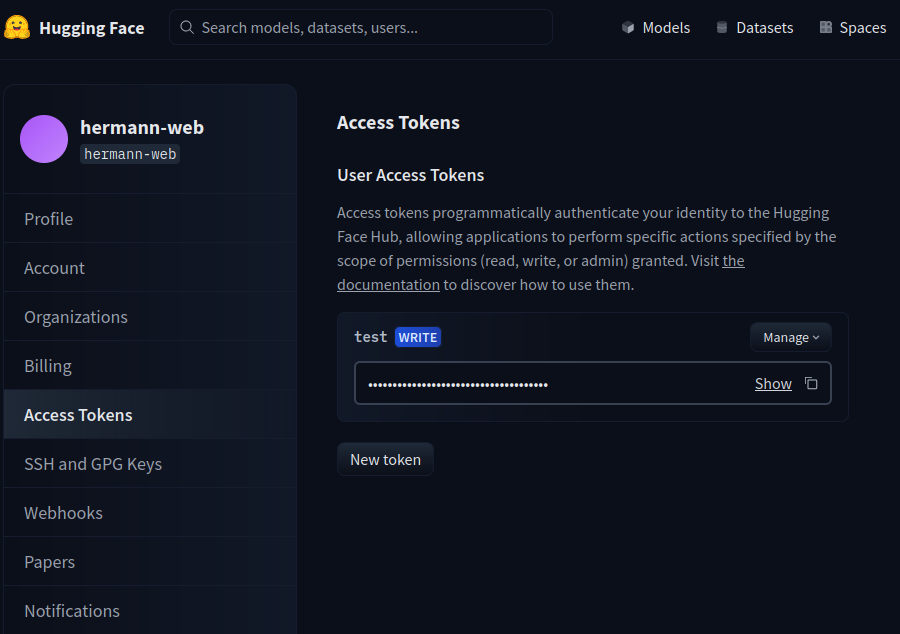 Hugging Face
Search models, datasets, users...
Models
Datasets
Spaces
hermann-web
hermann-web
Profile
Account
Organizations
Billing
Access Tokens
SSH and GPG Keys
Webhooks
Papers
Notifications
Access Tokens
User Access Tokens
Access tokens programmatically authenticate your identity to the Hugging
Face Hub, allowing applications to perform specific actions specified by the
scope of permissions (read, write, or admin) granted. Visit the
documentation to discover how to use them.
test WRITE
Manage
Show
New token